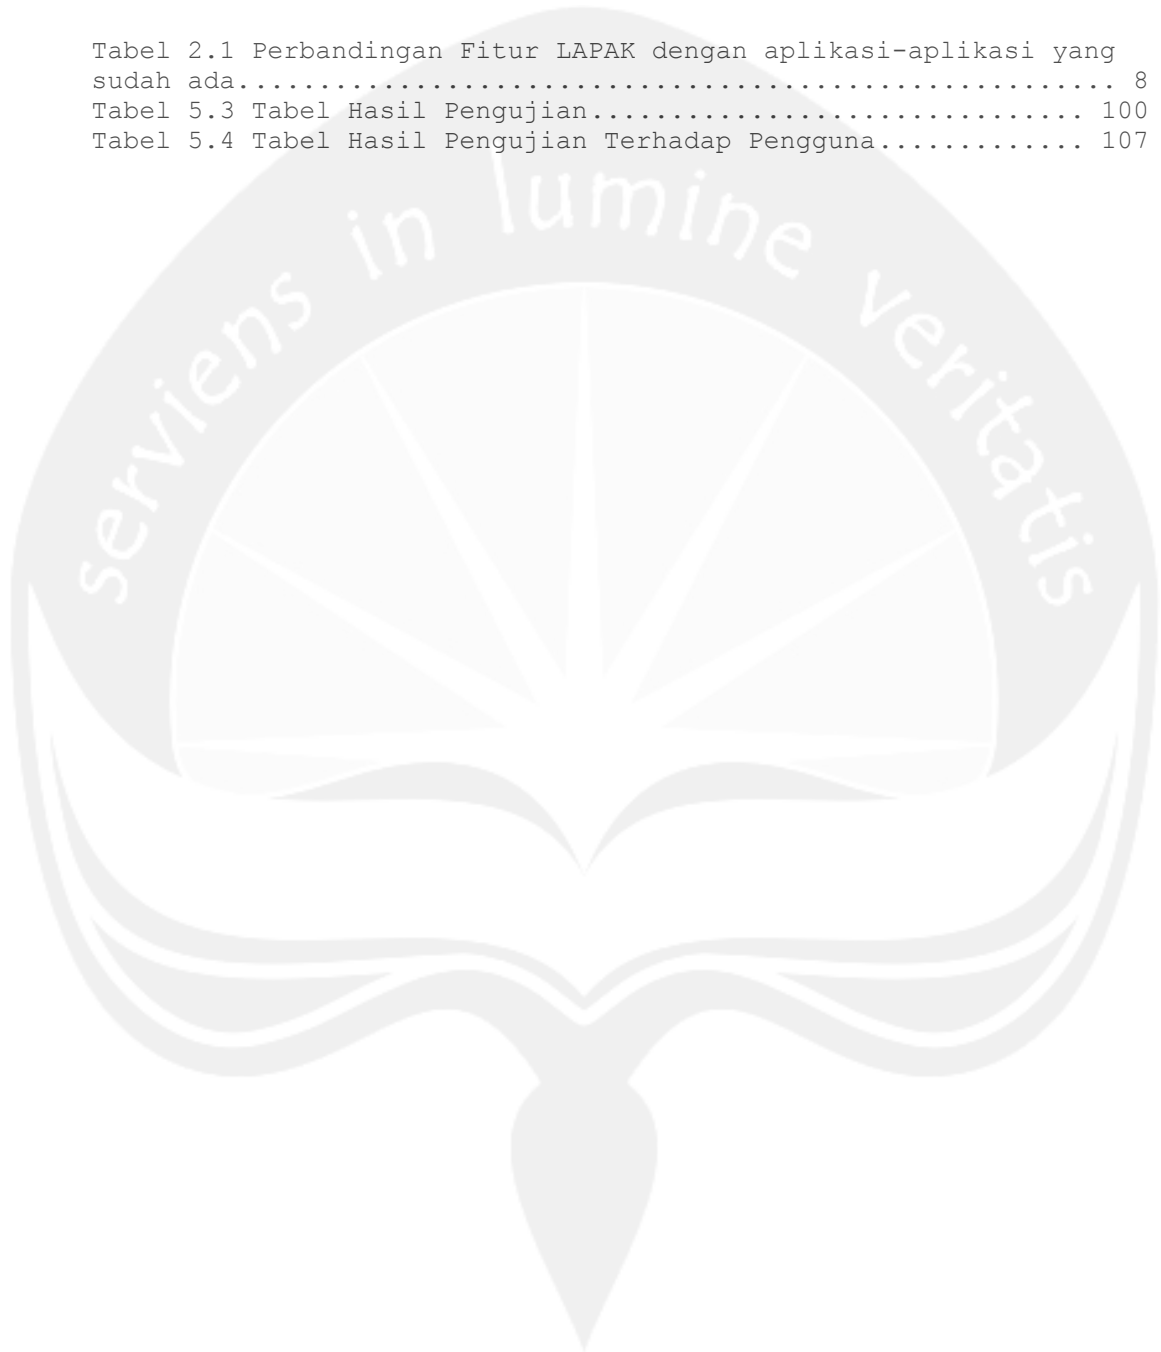 Tabel 2.1 Perbandingan Fitur LAPAK dengan aplikasi-aplikasi yang
sudah ada........................................................ 8
Tabel 5.3 Tabel Hasil Pengujian............................... 100
Tabel 5.4 Tabel Hasil Pengujian Terhadap Pengguna............. 107
serviens in lumine veritatis